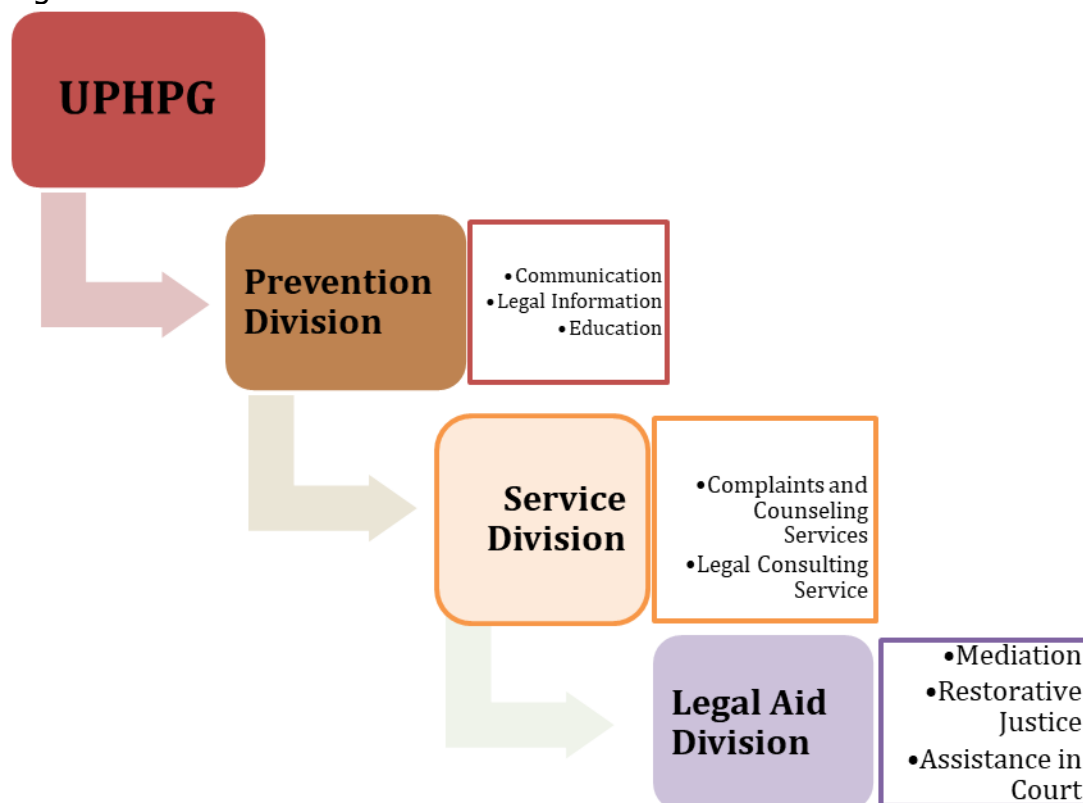 UPHPG
Prevention
Division
•Communication
•Legal Information
•Education
Service
Division
•Complaints and
Counseling
Services
•Legal Consulting
Service
Legal Aid
Division
•Mediation
•Restorative
Justice
•Assistance in
Court